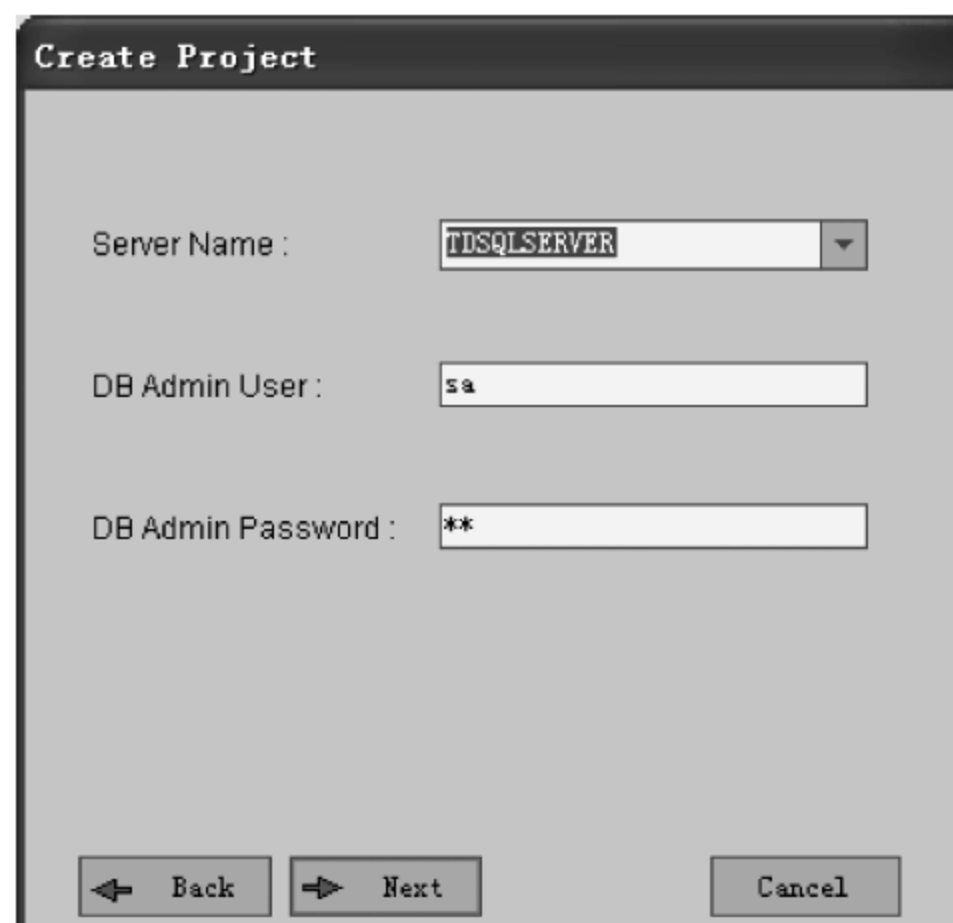 Create Project
Server Name : TDSQLSERVER
DB Admin User : sa
DB Admin Password : **
Back Next Cancel